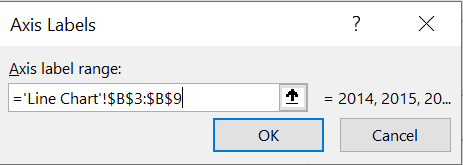 Axis Labels ?
Axis label range:
='Line Chart'!$B$3:$B$9 = 2014, 2015, 20...
OK Cancel